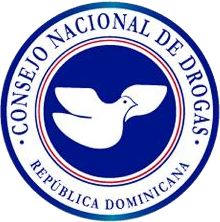 · CONSEJO NACIONAL DE DROGAS ·
REPÚBLICA DOMINICANA